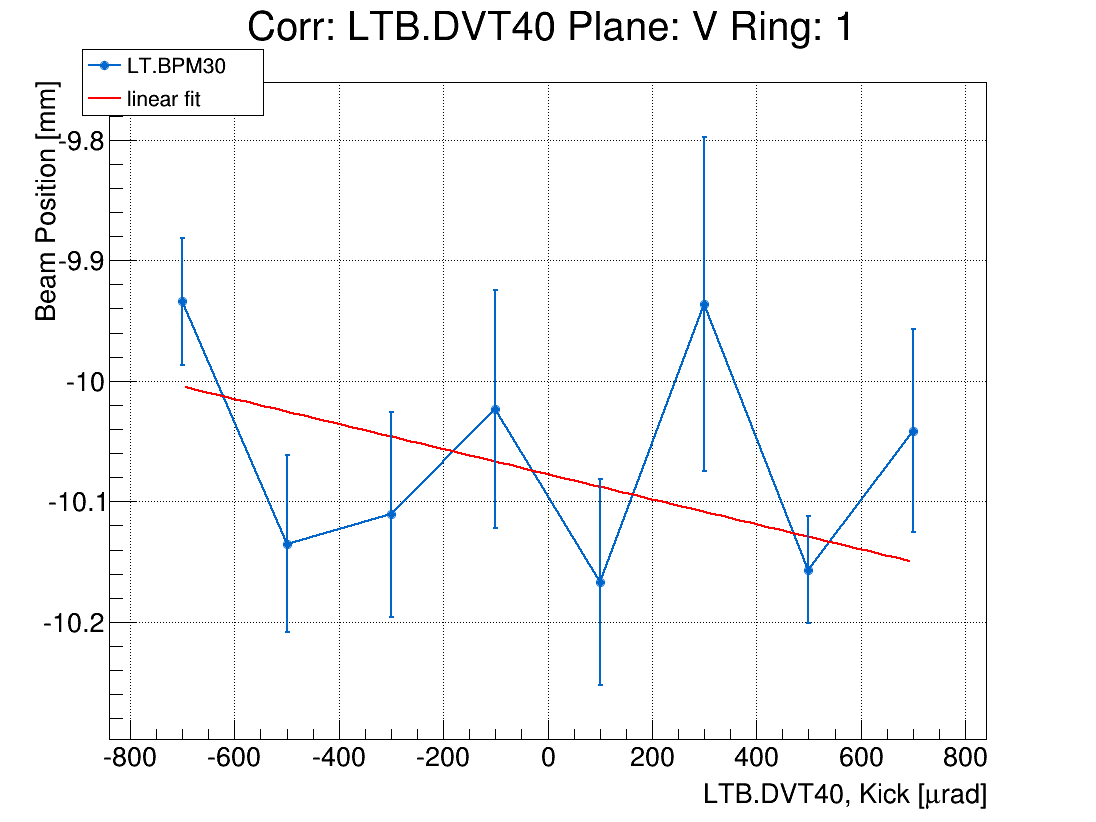 Corr: LTB.DVT40 Plane: V Ring: 1
LT.BPM30
linear fit
Beam Position [mm]
-9.8
-9.9
-10
-10.1
-10.2
-800 -600 -400 -200 0 200 400 600 800
LTB.DVT40, Kick [μrad]